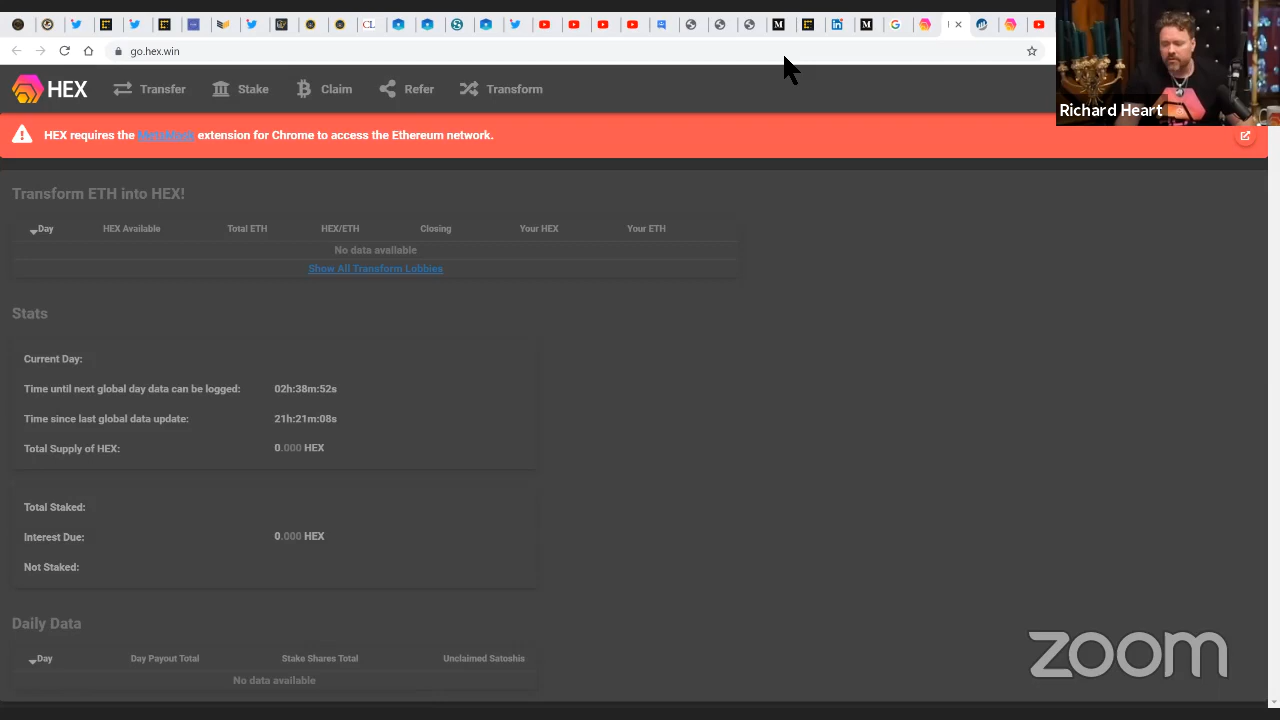 CL
M
M
G
go.hex.win
HEX Transfer Stake Claim Refer Transform
Richard Heart
HEX requires the MetaMask extension for Chrome to access the Ethereum network.
Transform ETH into HEX!
Day HEX Available Total ETH HEX/ETH Closing Your HEX Your ETH
No data available
Show All Transform Lobbies
Stats
Current Day:
Time until next global day data can be logged: 02h:38m:52s
Time since last global data update: 21h:21m:08s
Total Supply of HEX: 0.000 HEX
Total Staked:
Interest Due: 0.000 HEX
Not Staked:
Daily Data
Day Day Payout Total Stake Shares Total Unclaimed Satoshis
No data available
zoom